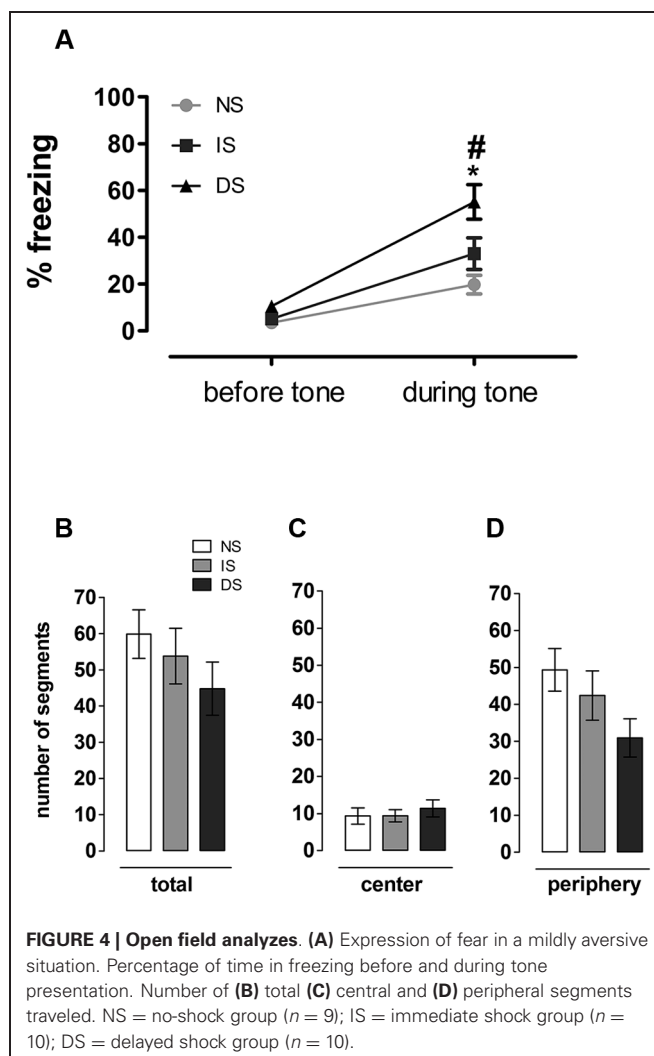 A
% freezing
100
80
60
40
20
0
NS
IS
DS
#
*
before tone
during tone
B
C
D
NS
IS
DS
number of segments
70
60
50
40
30
20
10
0
total
70
60
50
40
30
20
10
0
center
70
60
50
40
30
20
10
0
periphery
FIGURE 4 | Open field analyzes. (A) Expression of fear in a mildly aversive
situation. Percentage of time in freezing before and during tone
presentation. Number of (B) total (C) central and (D) peripheral segments
traveled. NS = no-shock group (n = 9); IS = immediate shock group (n =
10); DS = delayed shock group (n = 10).